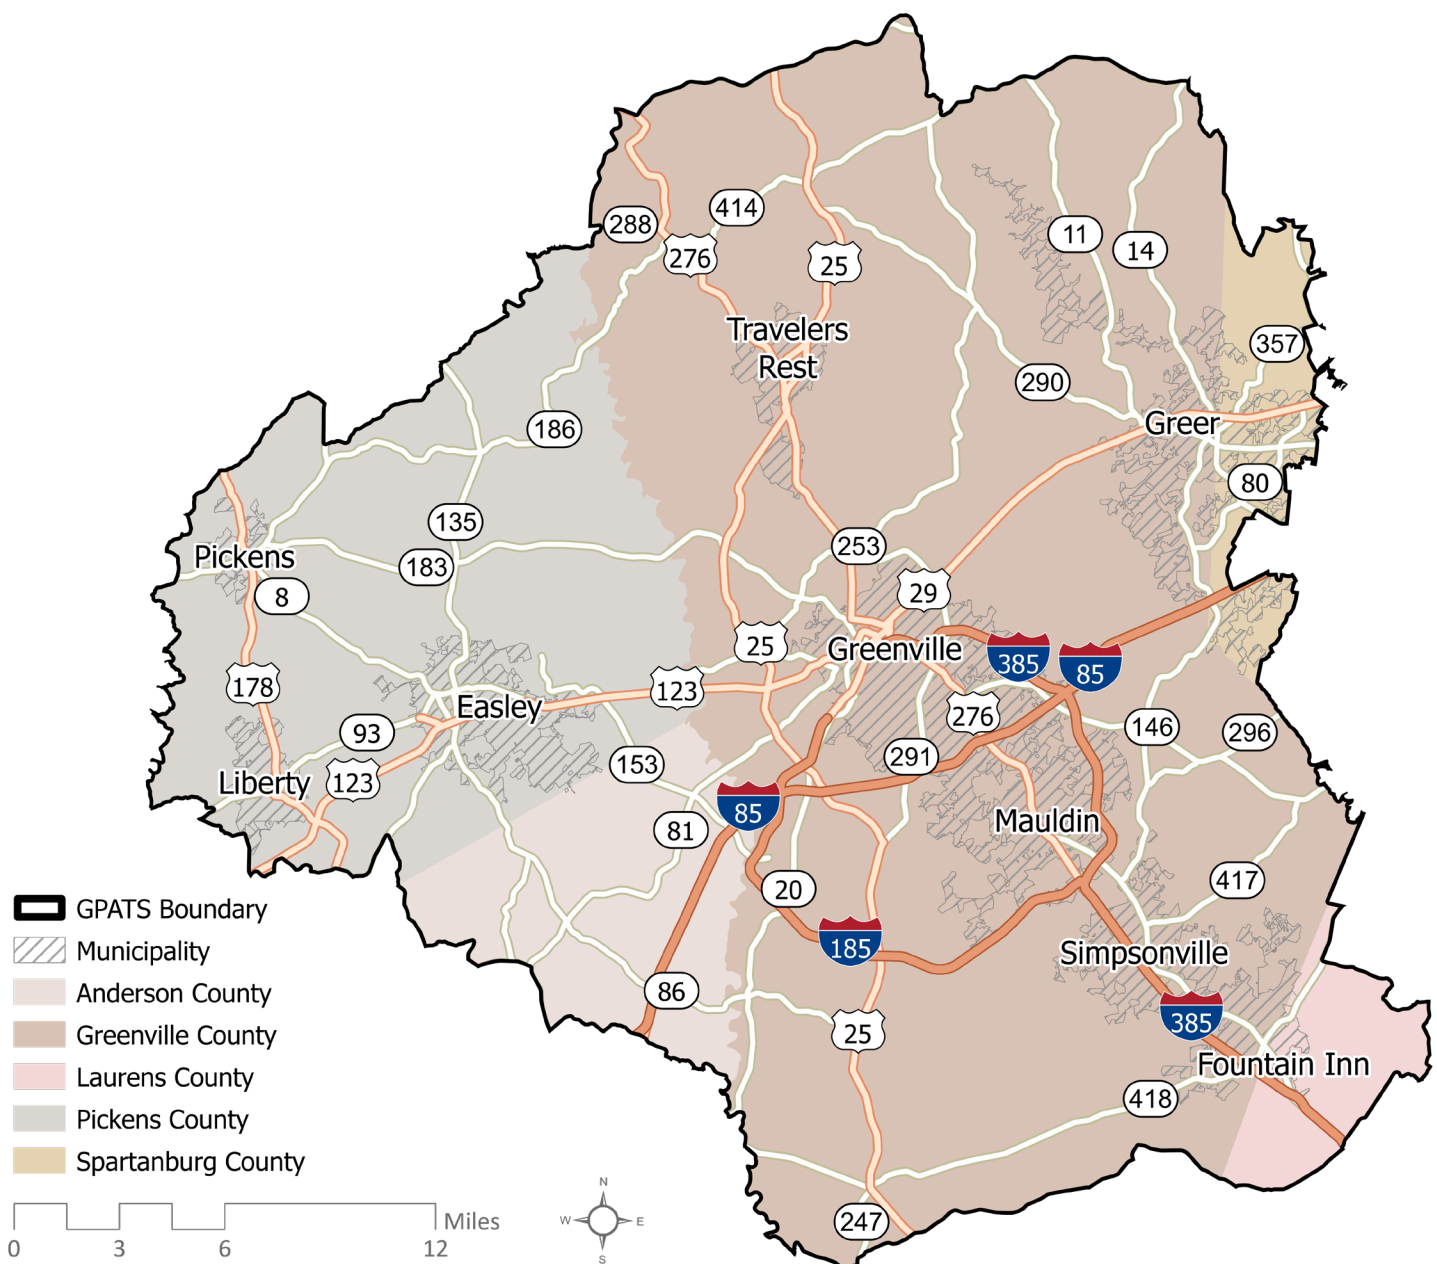 414
288
11
14
276
25
Travelers
Rest
357
290
Greer
186
80
135
253
Pickens
183
8
29
25
Greenville
385
85
178
123
Easley
276
146
93
296
291
153
Liberty
123
85
Mauldin
81
20
417
185
Simpsonville
86
385
25
Fountain Inn
418
247
GPATS Boundary
Municipality
Anderson County
Greenville County
Laurens County
Pickens County
Spartanburg County
Miles
0 3 6 12
N
W E
S